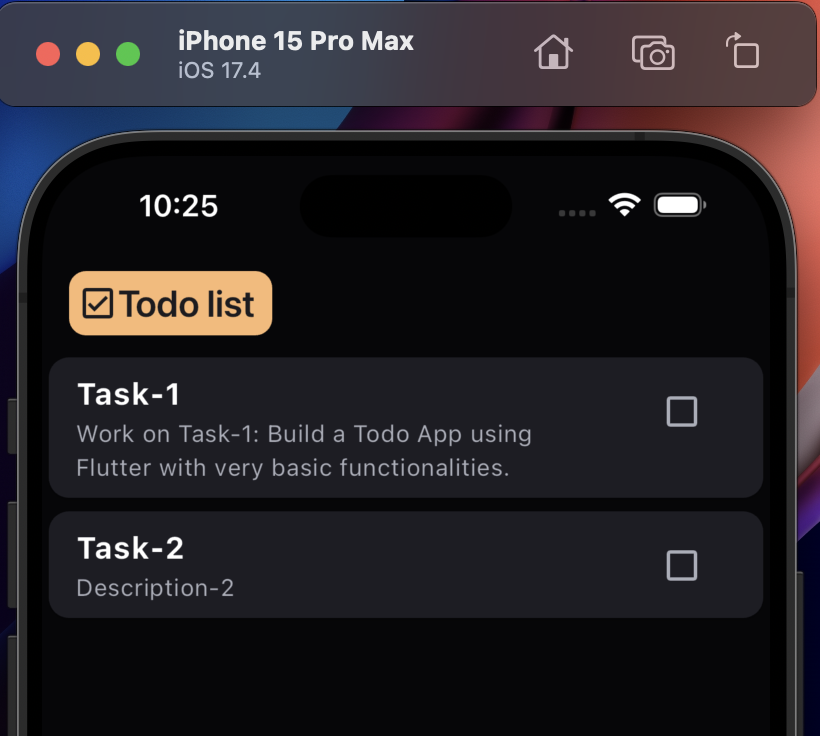 iPhone 15 Pro Max
iOS 17.4
10:25
Todo list
Task-1
Work on Task-1: Build a Todo App using
Flutter with very basic functionalities.
Task-2
Description-2